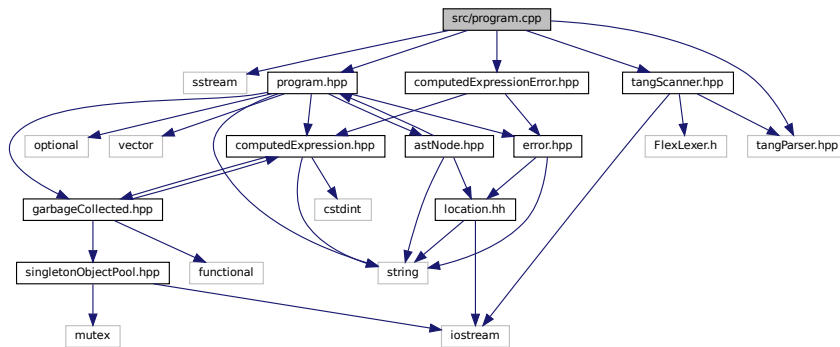 src/program.cpp
sstream
program.hpp
computedExpressionError.hpp
tangScanner.hpp
optional
vector
computedExpression.hpp
astNode.hpp
error.hpp
FlexLexer.h
tangParser.hpp
garbageCollected.hpp
cstdint
location.hh
singletonObjectPool.hpp
functional
string
mutex
iostream